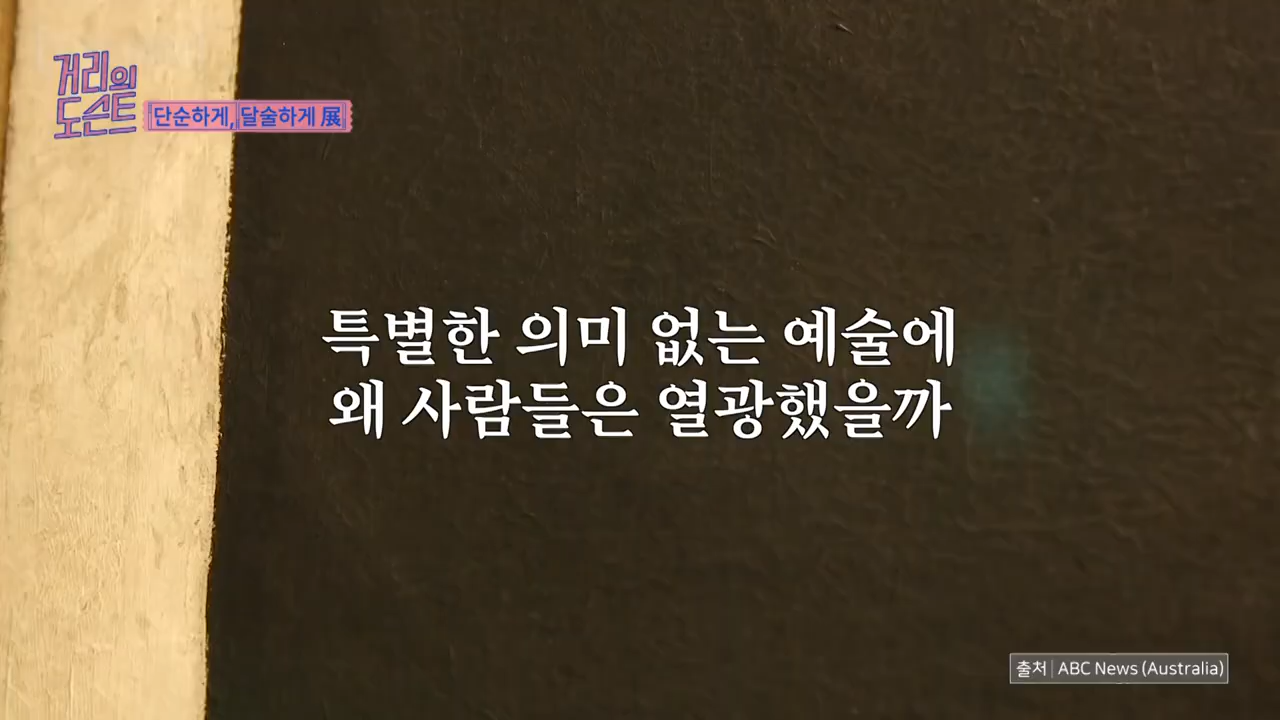 거리의
도슨트
단순하게, 달술하게 展
특별한 의미 없는 예술에
왜 사람들은 열광했을까
출처 | ABC News (Australia)